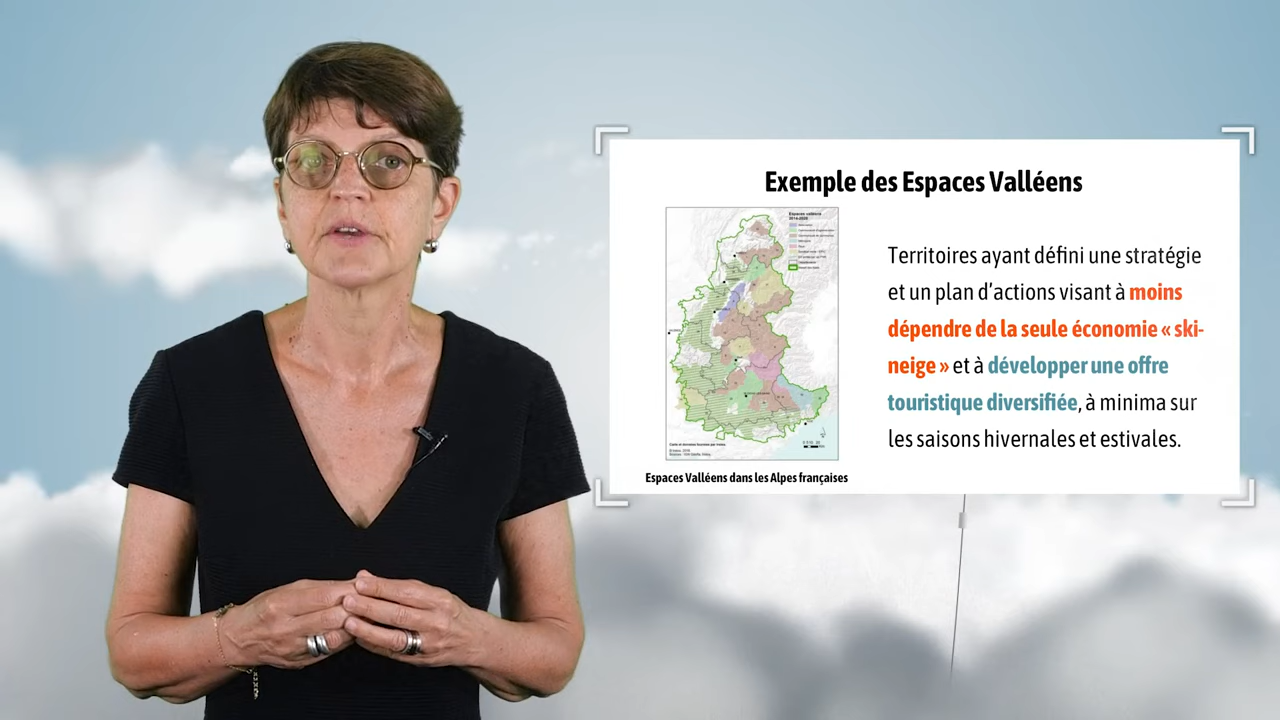 Exemple des Espaces Valléens
Espaces valléens
Territoires ayant défini une stratégie
et un plan d’actions visant à moins
dépendre de la seule économie « ski-
neige » et à développer une offre
touristique diversifiée, à minima sur
les saisons hivernales et estivales.
Espaces Valléens dans les Alpes françaises